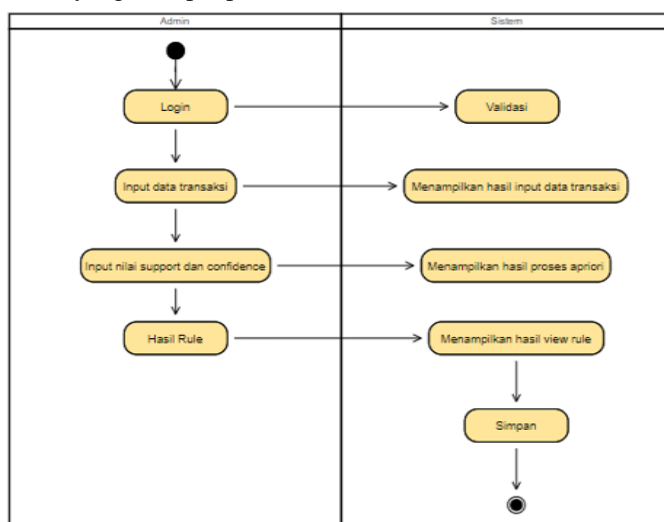 Admin
Sistem
Login
Validasi
Input data transaksi
Menampilkan hasil input data transaksi
Input nilai support dan confidence
Menampilkan hasil proses apriori
Hasil Rule
Menampilkan hasil view rule
Simpan